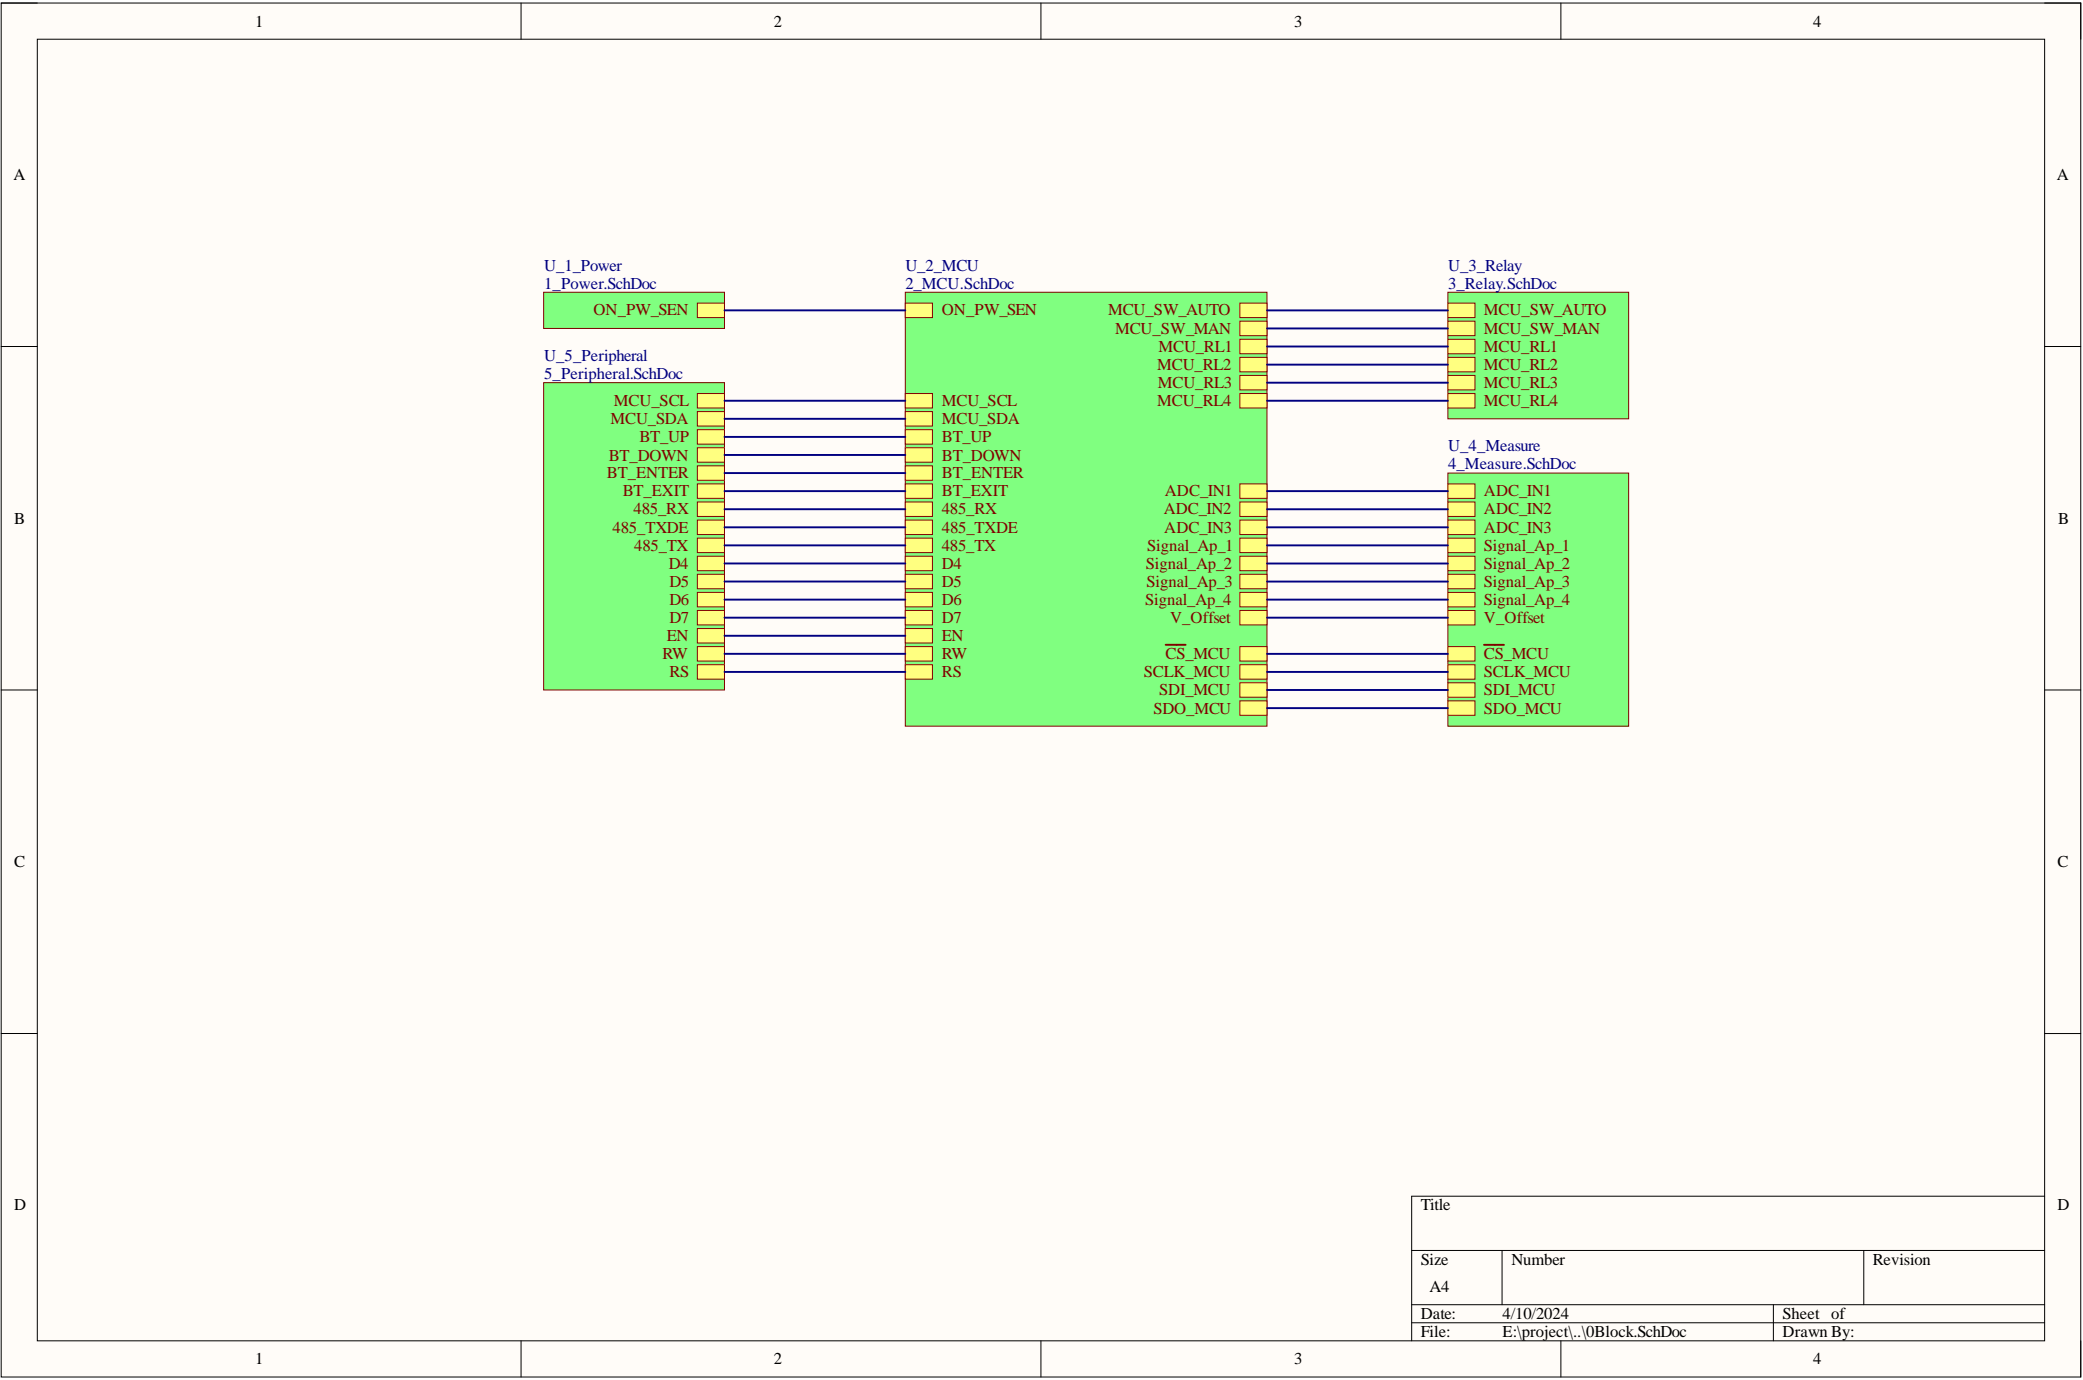 1 2 3 4
A A
U_1_Power
1_Power.SchDoc
ON_PW_SEN
U_5_Peripheral
5_Peripheral.SchDoc
MCU_SCL
MCU_SDA
BT_UP
BT_DOWN
BT_ENTER
BT_EXIT
485_RX
485_TXDE
485_TX
D4
D5
D6
D7
EN
RW
RS
U_2_MCU
2_MCU.SchDoc
ON_PW_SEN
MCU_SCL
MCU_SDA
BT_UP
BT_DOWN
BT_ENTER
BT_EXIT
485_RX
485_TXDE
485_TX
D4
D5
D6
D7
EN
RW
RS
MCU_SW_AUTO
MCU_SW_MAN
MCU_RL1
MCU_RL2
MCU_RL3
MCU_RL4
ADC_IN1
ADC_IN2
ADC_IN3
Signal_Ap_1
Signal_Ap_2
Signal_Ap_3
Signal_Ap_4
V_Offset
C̅S̅_MCU
SCLK_MCU
SDI_MCU
SDO_MCU
U_3_Relay
3_Relay.SchDoc
MCU_SW_AUTO
MCU_SW_MAN
MCU_RL1
MCU_RL2
MCU_RL3
MCU_RL4
U_4_Measure
4_Measure.SchDoc
ADC_IN1
ADC_IN2
ADC_IN3
Signal_Ap_1
Signal_Ap_2
Signal_Ap_3
Signal_Ap_4
V_Offset
C̅S̅_MCU
SCLK_MCU
SDI_MCU
SDO_MCU
B B
C C
D D
Title
Size Number Revision
A4
Date: 4/10/2024 Sheet of
File: E:\project\..\0Block.SchDoc Drawn By:
1 2 3 4